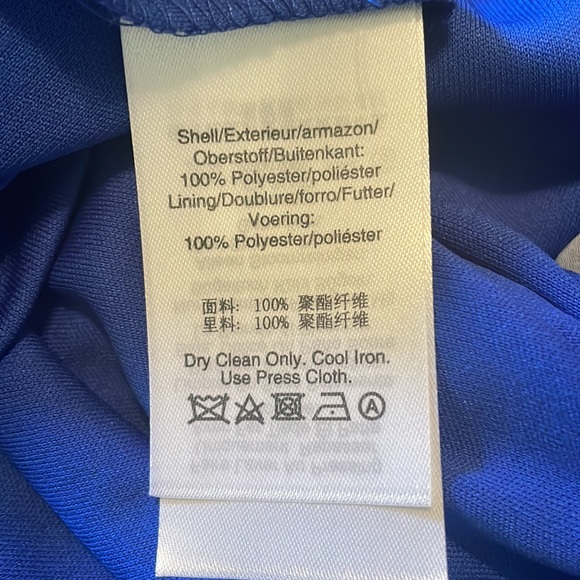 Shell/Exterieur/armazon/
Oberstoff/Buitenkant:
100% Polyester/poliéster
Lining/Doublure/forro/Futter/
Voering:
100% Polyester/poliéster
面料: 100% 聚酯纤维
里料: 100% 聚酯纤维
Dry Clean Only. Cool Iron.
Use Press Cloth.
A